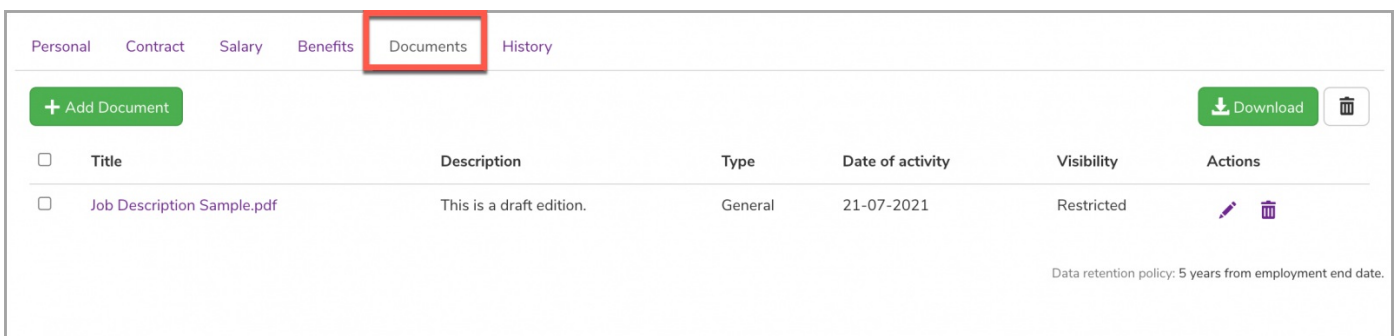 Personal Contract Salary Benefits Documents History
+ Add Document Download
Title Description Type Date of activity Visibility Actions
Job Description Sample.pdf This is a draft edition. General 21-07-2021 Restricted
Data retention policy: 5 years from employment end date.